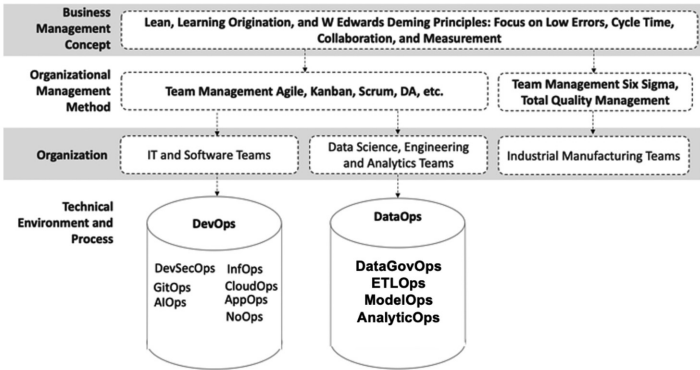 Business
Management
Concept
Lean, Learning Origination, and W Edwards Deming Principles: Focus on Low Errors, Cycle Time,
Collaboration, and Measurement
Organizational
Management
Method
Team Management Agile, Kanban, Scrum, DA, etc.
Team Management Six Sigma,
Total Quality Management
Organization
IT and Software Teams
Data Science, Engineering
and Analytics Teams
Industrial Manufacturing Teams
Technical
Environment and
Process
DevOps
DevSecOps
GitOps
AIOps
InfOps
CloudOps
AppOps
NoOps
DataOps
DataGovOps
ETLOps
ModelOps
AnalyticOps